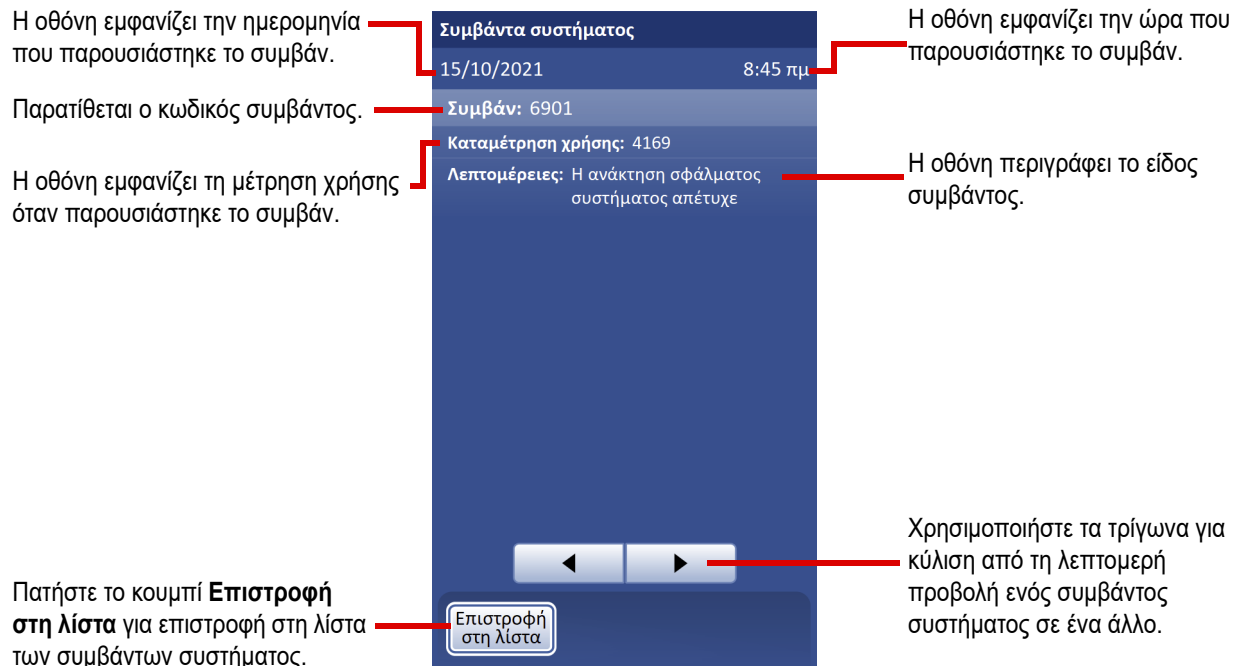 Η οθόνη εμφανίζει την ημερομηνία
που παρουσιάστηκε το συμβάν.
Παρατίθεται ο κωδικός συμβάντος.
Η οθόνη εμφανίζει τη μέτρηση χρήσης
όταν παρουσιάστηκε το συμβάν.
Πατήστε το κουμπί Επιστροφή
στη λίστα για επιστροφή στη λίστα
των συμβάντων συστήματος.
Συμβάντα συστήματος
15/10/2021 8:45 πμ
Συμβάν: 6901
Καταμέτρηση χρήσης: 4169
Λεπτομέρειες: Η ανάκτηση σφάλματος
συστήματος απέτυχε
Επιστροφή
στη λίστα
Η οθόνη εμφανίζει την ώρα που
παρουσιάστηκε το συμβάν.
Η οθόνη περιγράφει το είδος
συμβάντος.
Χρησιμοποιήστε τα τρίγωνα για
κύλιση από τη λεπτομερή
προβολή ενός συμβάντος
συστήματος σε ένα άλλο.